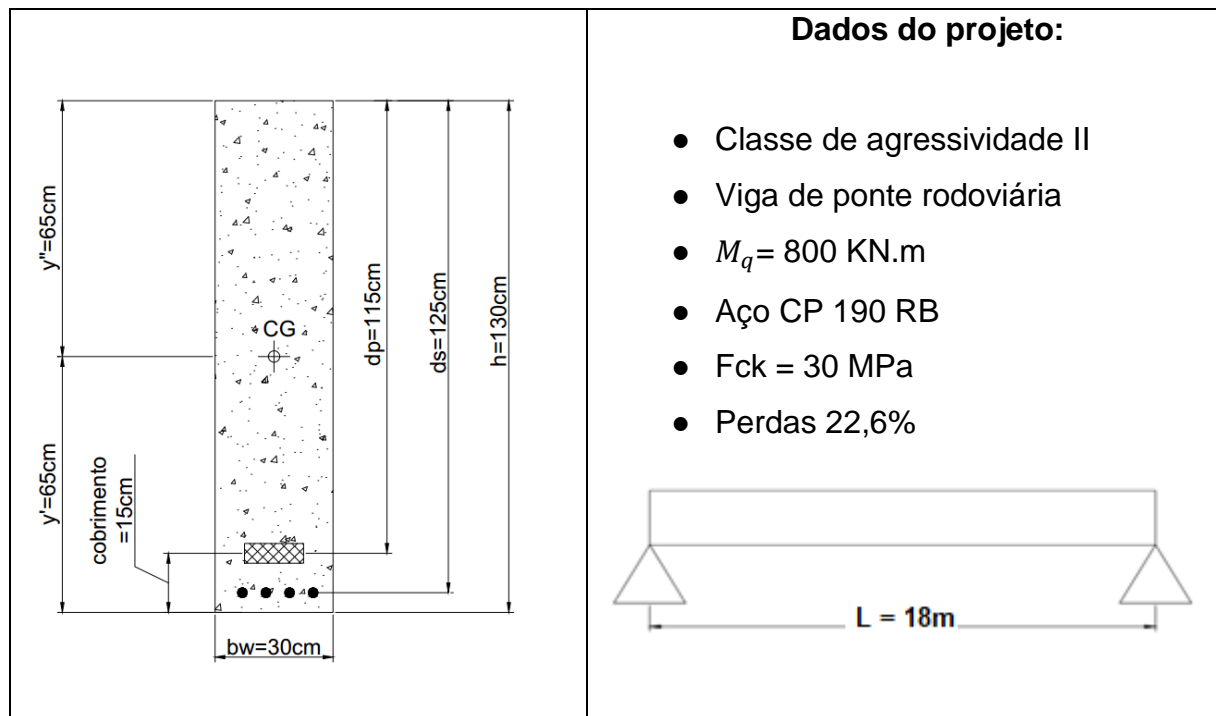 Dados do projeto:
y"=65cm
y'=65cm
cobrimento
=15cm
CG
dp=115cm
ds=125cm
h=130cm
bw=30cm
● Classe de agressividade II
● Viga de ponte rodoviária
● M_q= 800 KN.m
● Aço CP 190 RB
● Fck = 30 MPa
● Perdas 22,6%
L = 18m